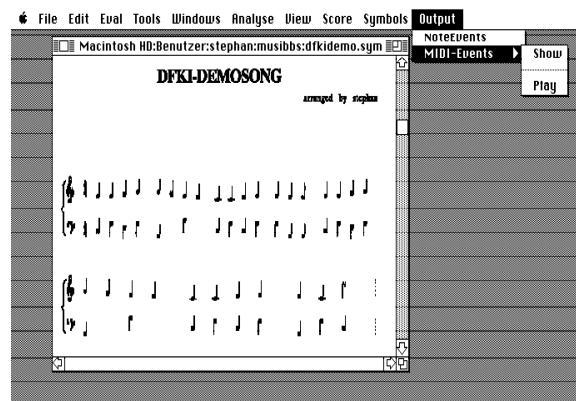 File Edit Eval Tools Windows Analyse View Score Symbols Output
NoteEvents
MIDI-Events Show
Play
Macintosh HD:Benutzer:stephan:musibbs:dfkidemo.sym
DFKI-DEMOSONG
arranged by stephan